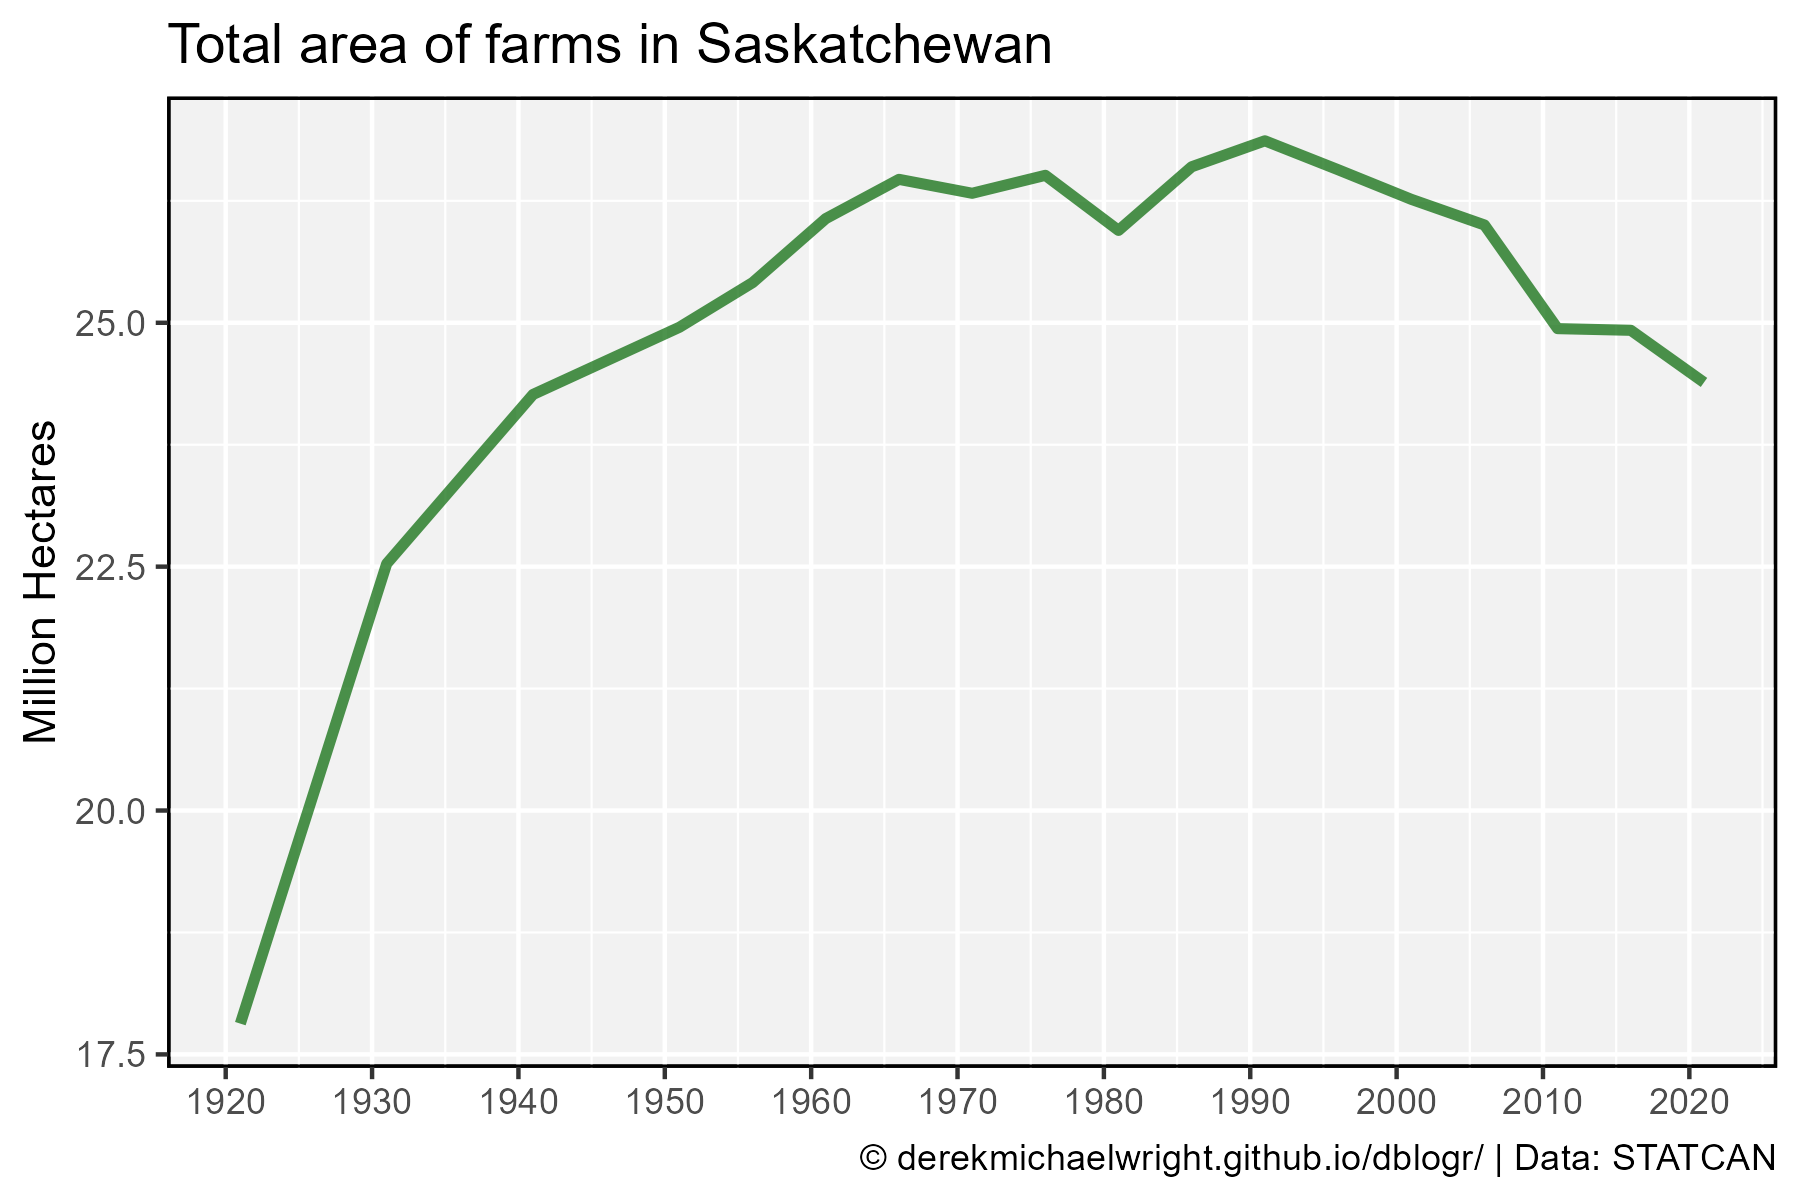 Total area of farms in Saskatchewan
Million Hectares
25.0
22.5
20.0
17.5
1920 1930 1940 1950 1960 1970 1980 1990 2000 2010 2020
© derekmichaelwright.github.io/dblogr/ | Data: STATCAN